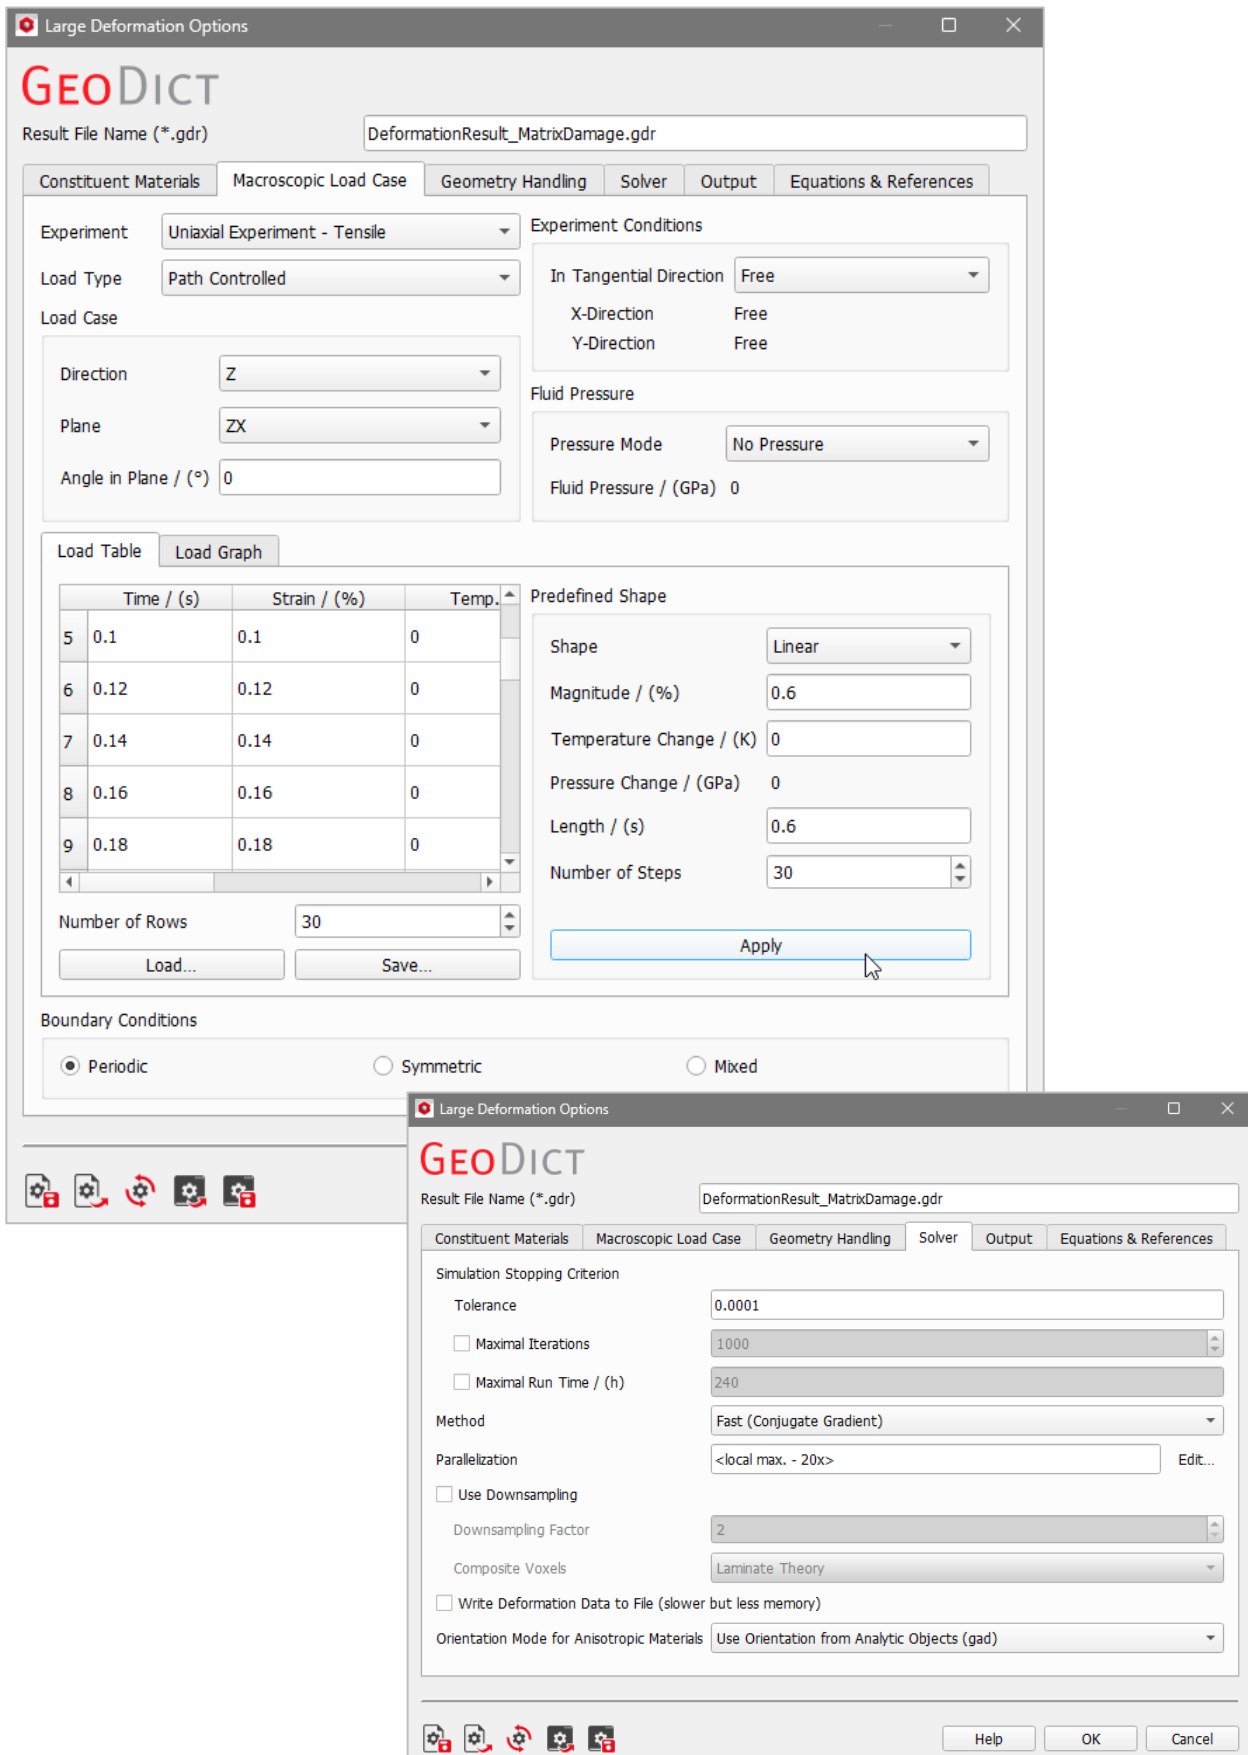 Large Deformation Options
GEODICT
Result File Name (*.gdr) DeformationResult_MatrixDamage.gdr
Constituent Materials Macroscopic Load Case Geometry Handling Solver Output Equations & References
Experiment Uniaxial Experiment - Tensile
Load Type Path Controlled
Load Case
Direction Z
Plane ZX
Angle in Plane / (°) 0
Experiment Conditions
In Tangential Direction Free
X-Direction Free
Y-Direction Free
Fluid Pressure
Pressure Mode No Pressure
Fluid Pressure / (GPa) 0
Load Table Load Graph
Time / (s) Strain / (%) Temp.
5 0.1 0.1 0
6 0.12 0.12 0
7 0.14 0.14 0
8 0.16 0.16 0
9 0.18 0.18 0
Number of Rows 30
Load... Save...
Predefined Shape
Shape Linear
Magnitude / (%) 0.6
Temperature Change / (K) 0
Pressure Change / (GPa) 0
Length / (s) 0.6
Number of Steps 30
Apply
Boundary Conditions
Periodic Symmetric Mixed
Large Deformation Options
GEODICT
Result File Name (*.gdr) DeformationResult_MatrixDamage.gdr
Constituent Materials Macroscopic Load Case Geometry Handling Solver Output Equations & References
Simulation Stopping Criterion
Tolerance 0.0001
Maximal Iterations 1000
Maximal Run Time / (h) 240
Method Fast (Conjugate Gradient)
Parallelization <local max. - 20x> Edit...
Use Downsampling
Downsampling Factor 2
Composite Voxels Laminate Theory
Write Deformation Data to File (slower but less memory)
Orientation Mode for Anisotropic Materials Use Orientation from Analytic Objects (gad)
Help OK Cancel